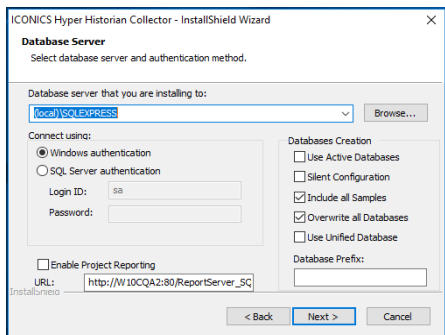 ICONICS Hyper Historian Collector - InstallShield Wizard
Database Server
Select database server and authentication method.
Database server that you are installing to:
(local)\SQLEXPRESS
Browse...
Connect using:
Windows authentication
SQL Server authentication
Login ID:
sa
Password:
Databases Creation
Use Active Databases
Silent Configuration
Include all Samples
Overwrite all Databases
Use Unified Database
Database Prefix:
Enable Project Reporting
URL:
http://W10CQA2:80/ReportServer_SQ
InstallShield
< Back
Next >
Cancel